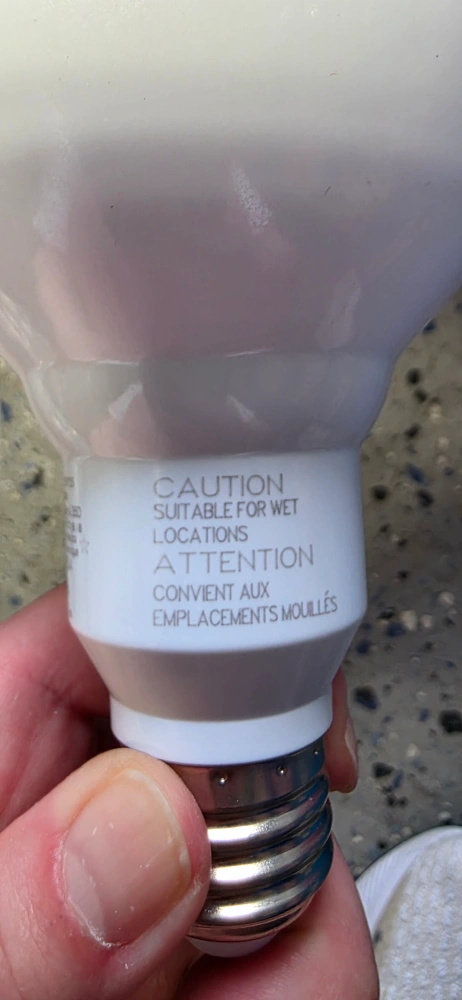 CAUTION
SUITABLE FOR WET
LOCATIONS
ATTENTION
CONVIENT AUX
EMPLACEMENTS MOUILLÉS